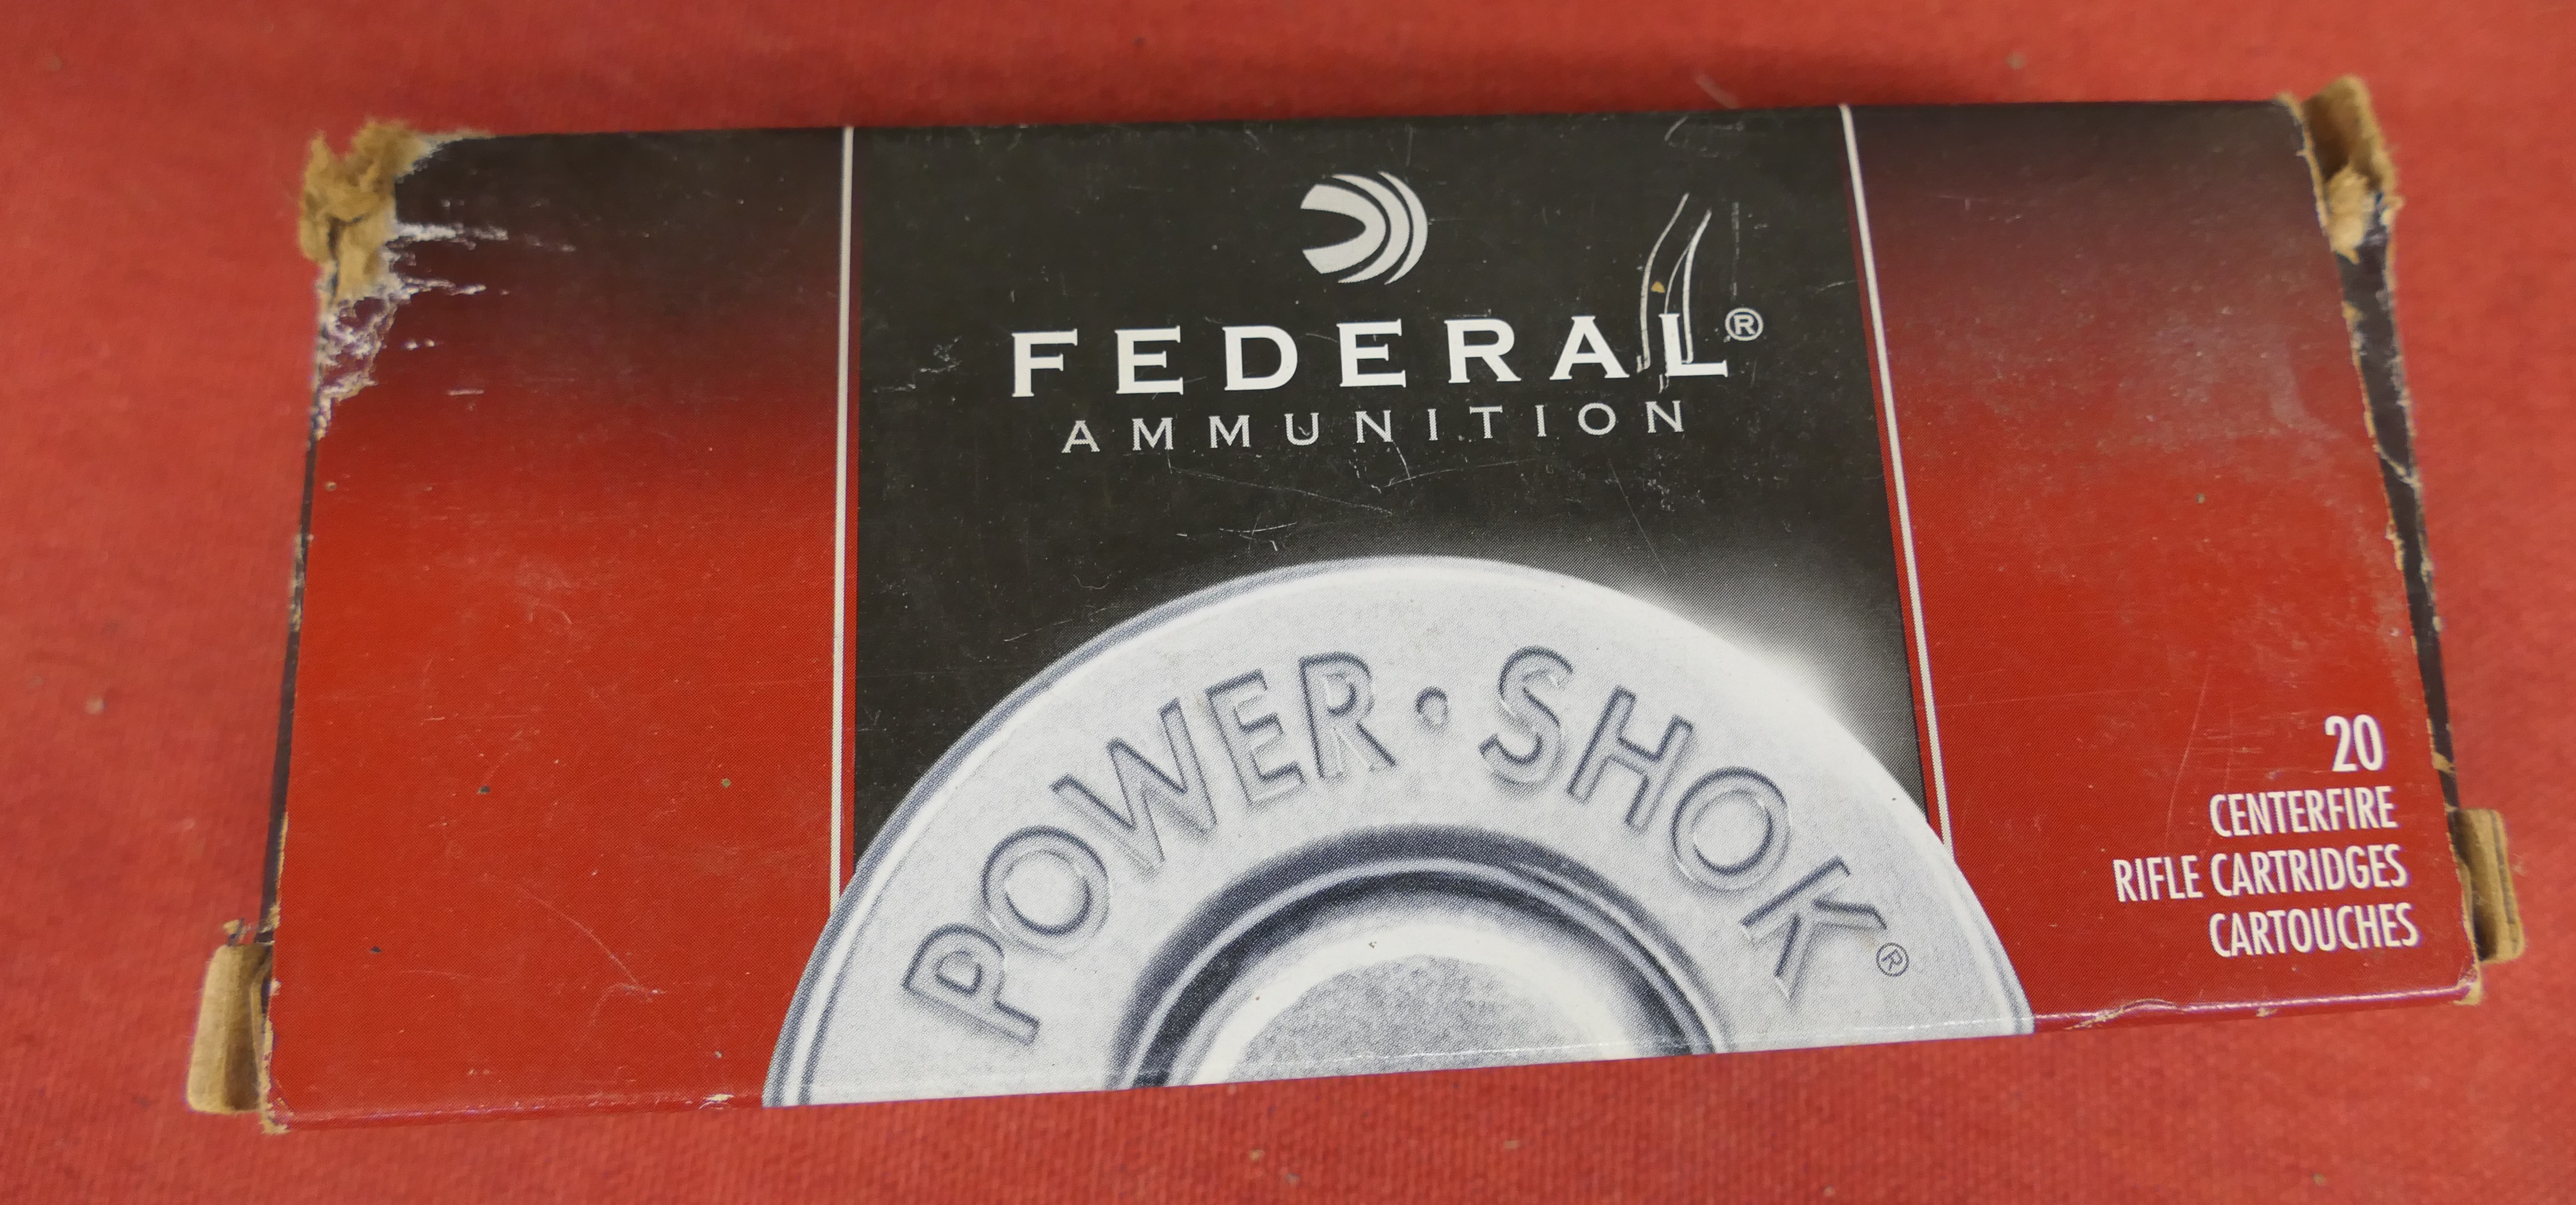 FEDERAL®
AMMUNITION
POWER·SHOK®
20
CENTERFIRE
RIFLE CARTRIDGES
CARTOUCHES